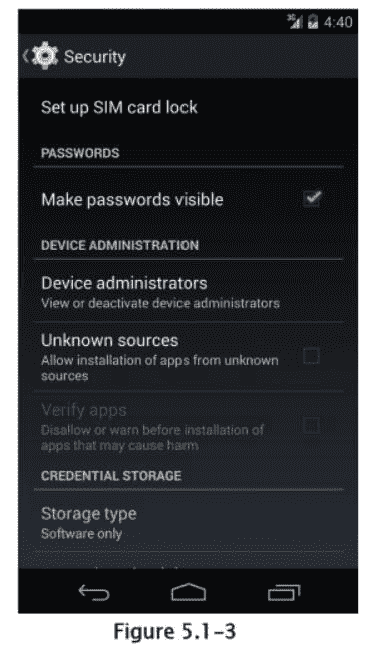 3G 4:40
Security
Set up SIM card lock
PASSWORDS
Make passwords visible
DEVICE ADMINISTRATION
Device administrators
View or deactivate device administrators
Unknown sources
Allow installation of apps from unknown
sources
Verify apps
Disallow or warn before installation of
apps that may cause harm
CREDENTIAL STORAGE
Storage type
Software only
Figure 5.1-3